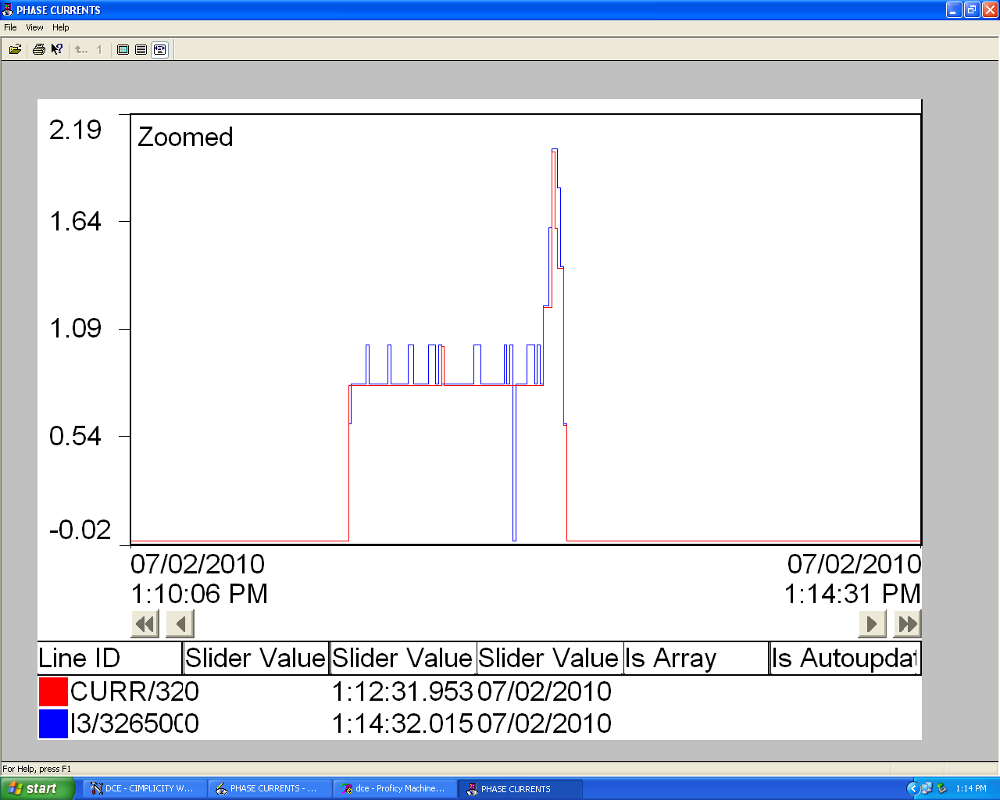 PHASE CURRENTS
File View Help
1
2.19
Zoomed
1.64
1.09
0.54
-0.02
07/02/2010 07/02/2010
1:10:06 PM 1:14:31 PM
Line ID Slider Value Slider Value Slider Value Is Array Is Autoupdat
CURR/320 1:12:31.953 07/02/2010
I3/326500 0 1:14:32.015 07/02/2010
For Help, press F1
start DCE - CIMPLICITY W... PHASE CURRENTS - ... dce - Proficy Machine... PHASE CURRENTS 1:14 PM